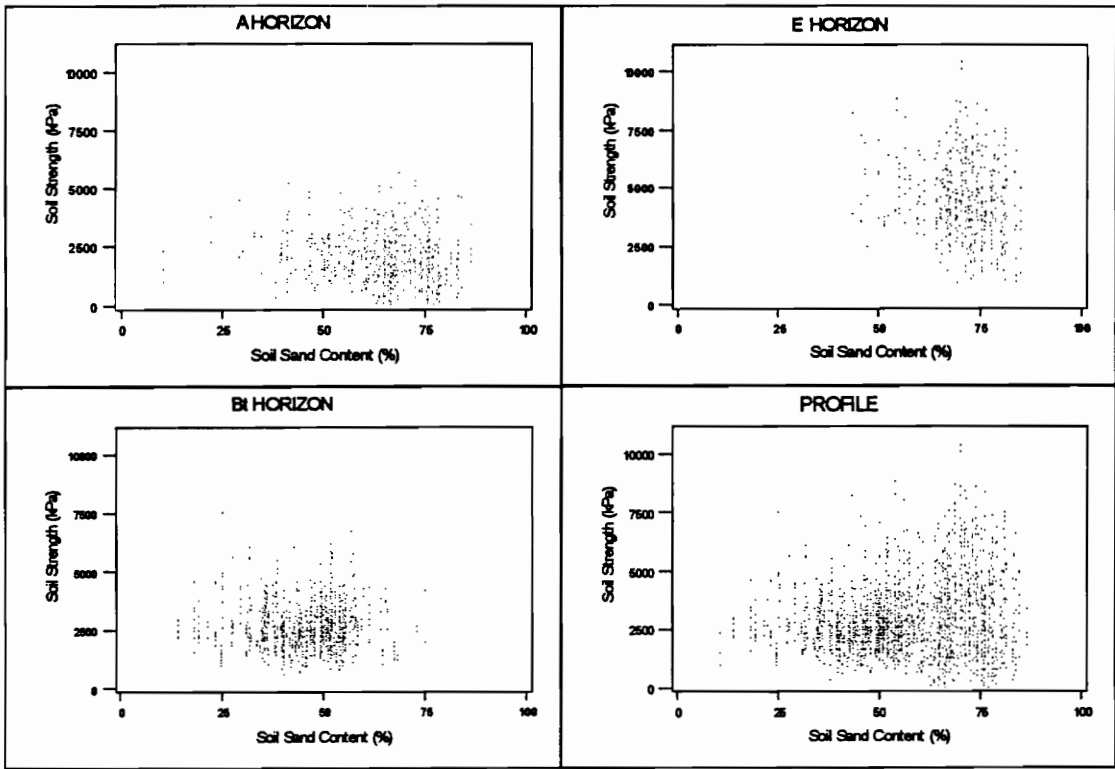 A HORIZON
10000
7500
5000
2500
0
Soil Strength (kPa)
0 25 50 75 100
Soil Sand Content (%)
E HORIZON
10000
7500
5000
2500
0
Soil Strength (kPa)
0 25 50 75 100
Soil Sand Content (%)
Bt HORIZON
10000
7500
5000
2500
0
Soil Strength (kPa)
0 25 50 75 100
Soil Sand Content (%)
PROFILE
10000
7500
5000
2500
0
Soil Strength (kPa)
0 25 50 75 100
Soil Sand Content (%)